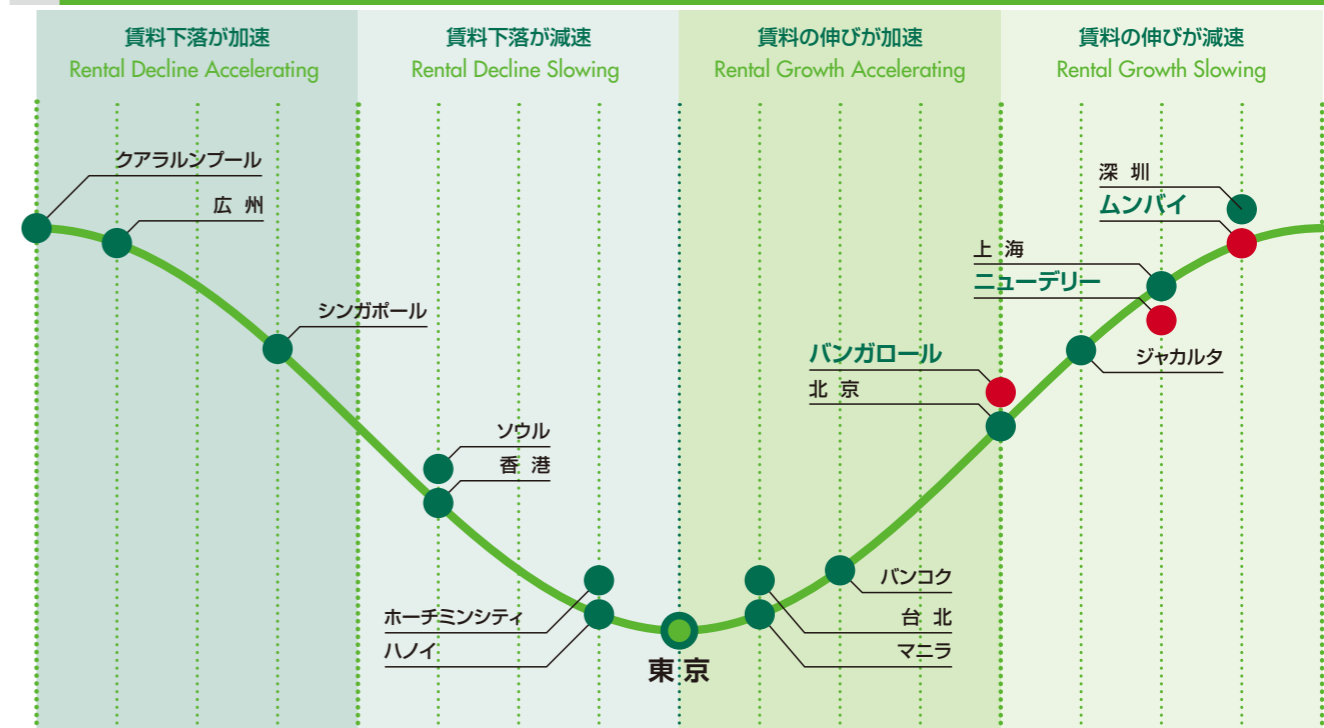 賃料下落が加速
Rental Decline Accelerating
賃料下落が減速
Rental Decline Slowing
賃料の伸びが加速
Rental Growth Accelerating
賃料の伸びが減速
Rental Growth Slowing
クアラルンプール
広 州
シンガポール
ソウル
香 港
ホーチミンシティ
ハノイ
東 京
バンコク
台 北
マニラ
バンガロール
北 京
ジャカルタ
上 海
ニューデリー
深 圳
ムンバイ